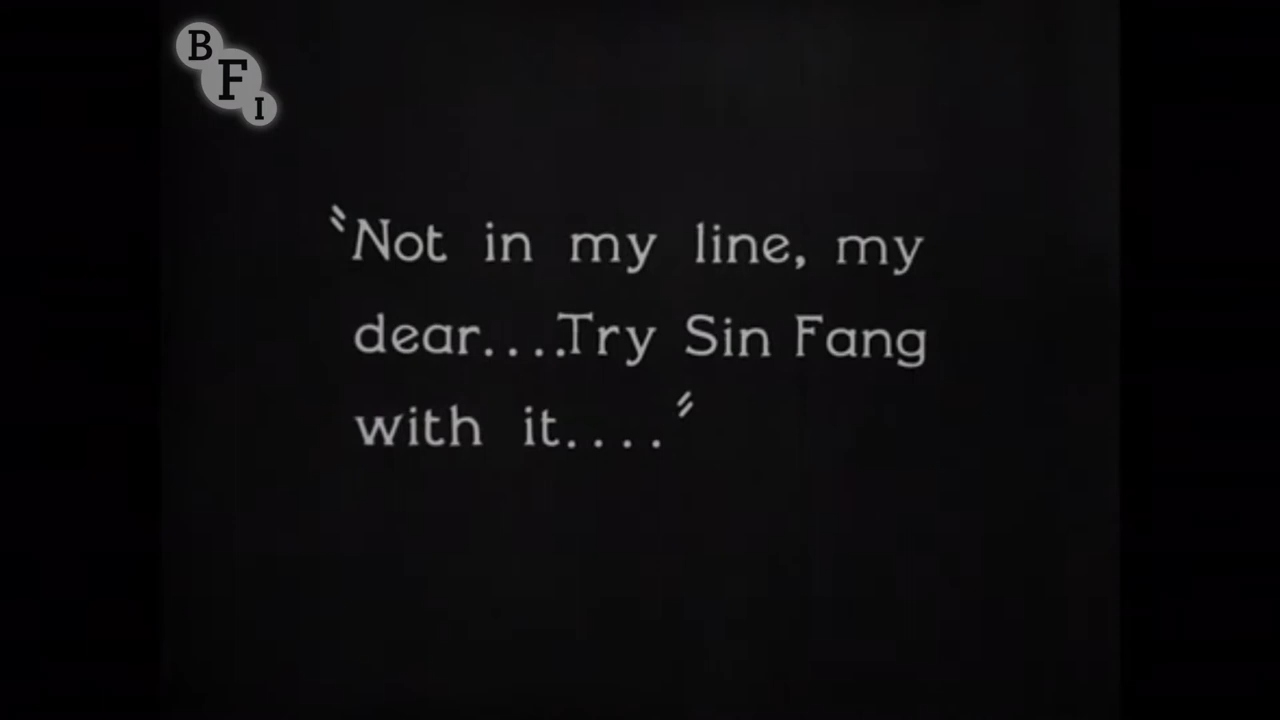 BFI
"Not in my line, my
dear....Try Sin Fang
with it...."